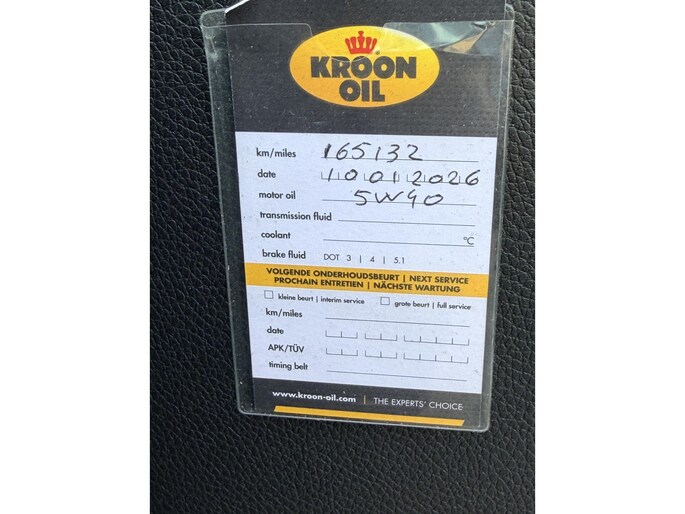 KROON
OIL
km/miles 165132
date 10 01 2026
motor oil 5W40
transmission fluid
coolant °C
brake fluid DOT 3 | 4 | 5.1
VOLGENDE ONDERHOUDSBEURT | NEXT SERVICE
PROCHAIN ENTRETIEN | NÄCHSTE WARTUNG
kleine beurt | interim service grote beurt | full service
km/miles
date
APK/TÜV
timing belt
www.kroon-oil.com | THE EXPERTS' CHOICE